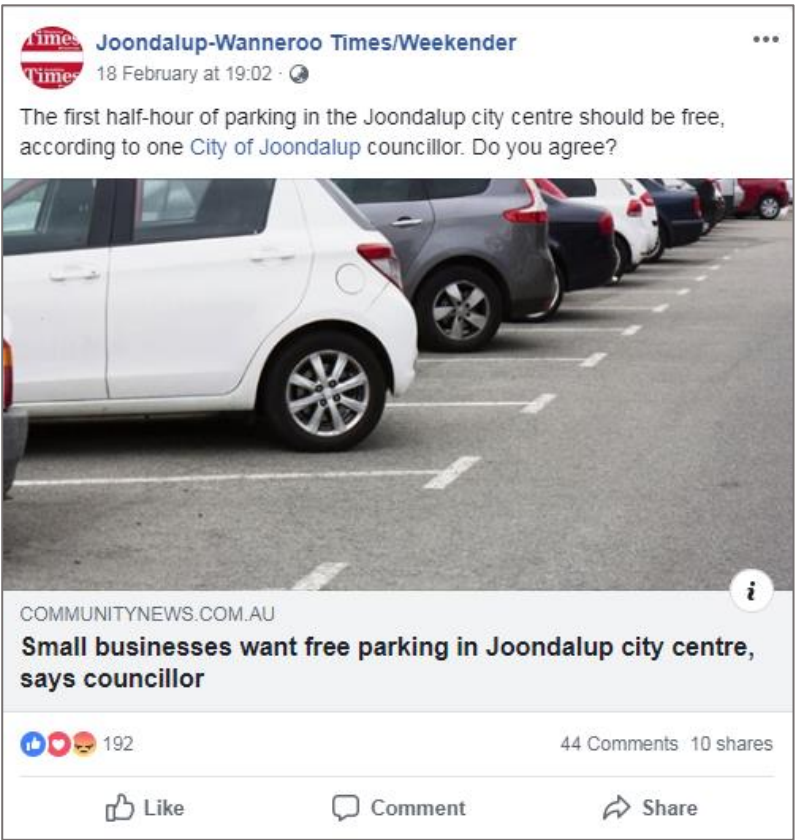 Times
Times
Joondalup-Wanneroo Times/Weekender
18 February at 19:02 ·
The first half-hour of parking in the Joondalup city centre should be free,
according to one City of Joondalup councillor. Do you agree?
i
COMMUNITYNEWS.COM.AU
Small businesses want free parking in Joondalup city centre,
says councillor
192
44 Comments 10 shares
Like Comment Share